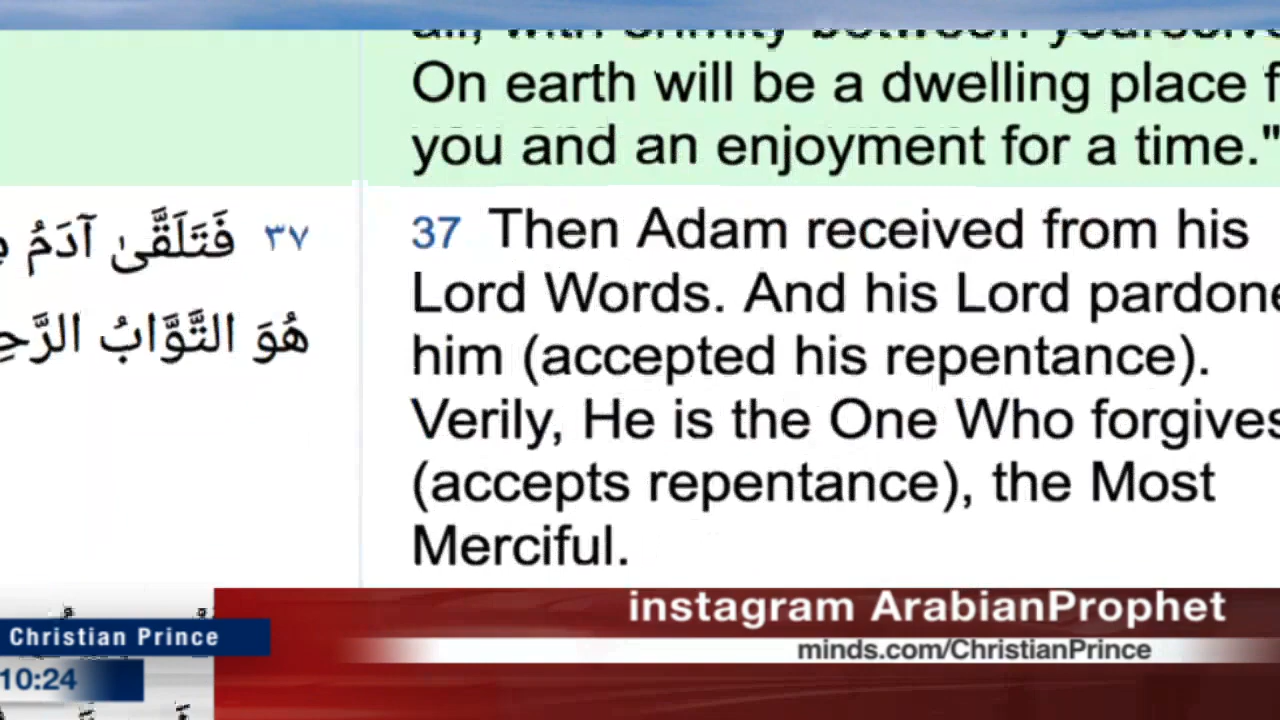 On earth will be a dwelling place f
you and an enjoyment for a time."
٣٧ فَتَلَقَّىٰ آدَمُ
هُوَ التَّوَّابُ
37 Then Adam received from his
Lord Words. And his Lord pardone
him (accepted his repentance).
Verily, He is the One Who forgives
(accepts repentance), the Most
Merciful.
instagram ArabianProphet
minds.com/ChristianPrince
Christian Prince
10:24